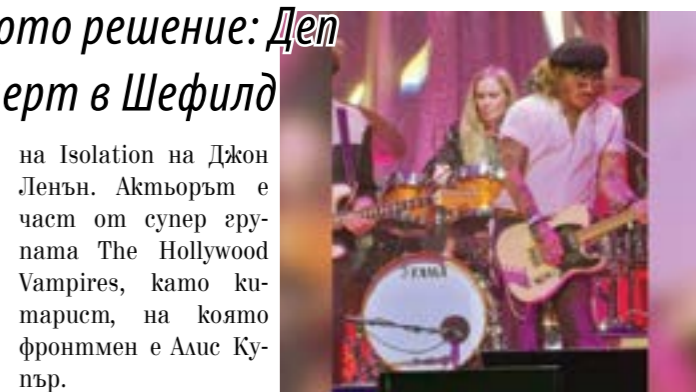 ото решение: Деп
ерт в Шефилд
на Isolation на Джон
Ленън. Актьорът е
част от супер гру-
пата The Hollywood
Vampires, като ки-
тарист, на която
фронтмен е Алис Ку-
пър.
TAMA